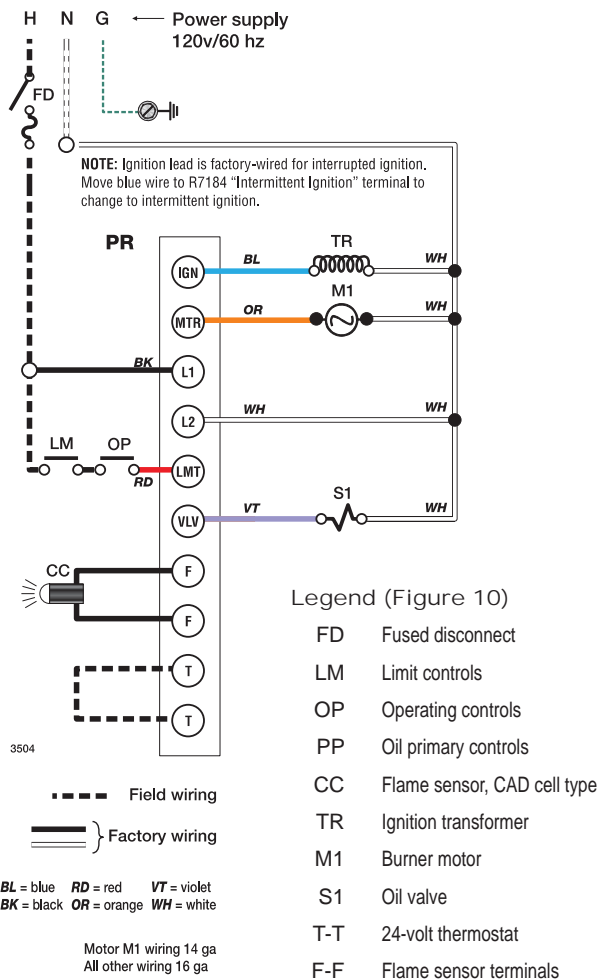 H N G Power supply
120v/60 hz
FD
NOTE: Ignition lead is factory-wired for interrupted ignition.
Move blue wire to R7184 “Intermittent Ignition” terminal to
change to intermittent ignition.
PR
IGN BL TR WH
MTR OR M1 WH
BK L1
L2 WH WH
LM OP RD LMT
VLV VT S1 WH
CC F
F
T
T
3504
Field wiring
Factory wiring
BL = blue RD = red VT = violet
BK = black OR = orange WH = white
Motor M1 wiring 14 ga
All other wiring 16 ga
Legend (Figure 10)
FD Fused disconnect
LM Limit controls
OP Operating controls
PP Oil primary controls
CC Flame sensor, CAD cell type
TR Ignition transformer
M1 Burner motor
S1 Oil valve
T-T 24-volt thermostat
F-F Flame sensor terminals